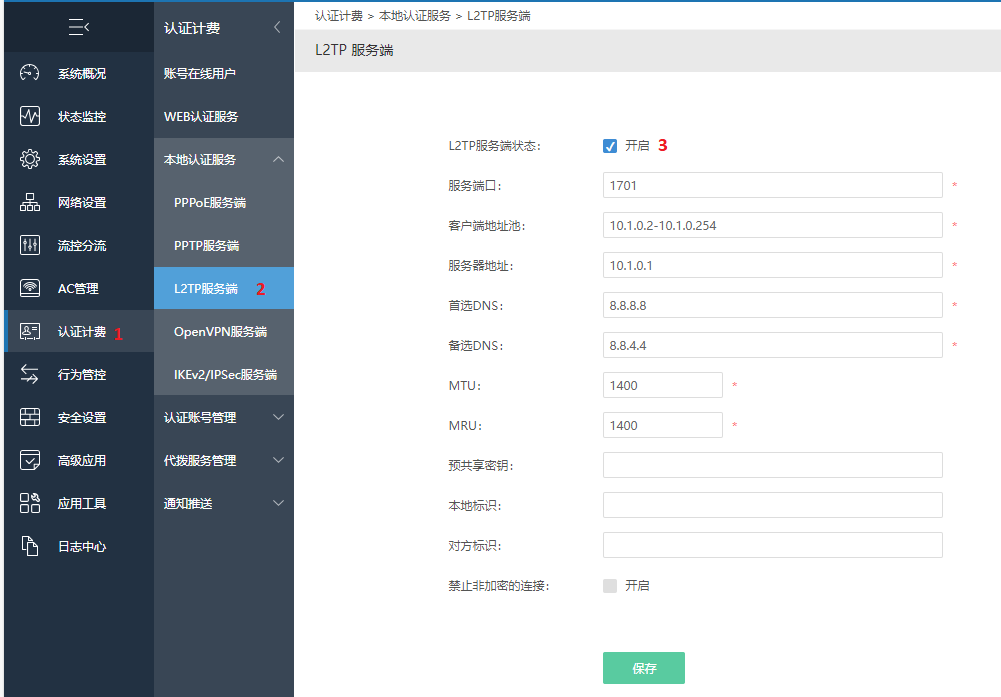 系统概况
状态监控
系统设置
网络设置
流控分流
AC管理
认证计费 1
行为管控
安全设置
高级应用
应用工具
日志中心
认证计费
账号在线用户
WEB认证服务
本地认证服务
PPPoE服务端
PPTP服务端
L2TP服务端 2
OpenVPN服务端
IKEv2/IPSec服务端
认证账号管理
代拨服务管理
通知推送
认证计费 > 本地认证服务 > L2TP服务端
L2TP 服务端
L2TP服务端状态: 开启 3
服务端口: 1701 *
客户端地址池: 10.1.0.2-10.1.0.254 *
服务器地址: 10.1.0.1 *
首选DNS: 8.8.8.8 *
备选DNS: 8.8.4.4 *
MTU: 1400 *
MRU: 1400 *
预共享密钥:
本地标识:
对方标识:
禁止非加密的连接: 开启
保存